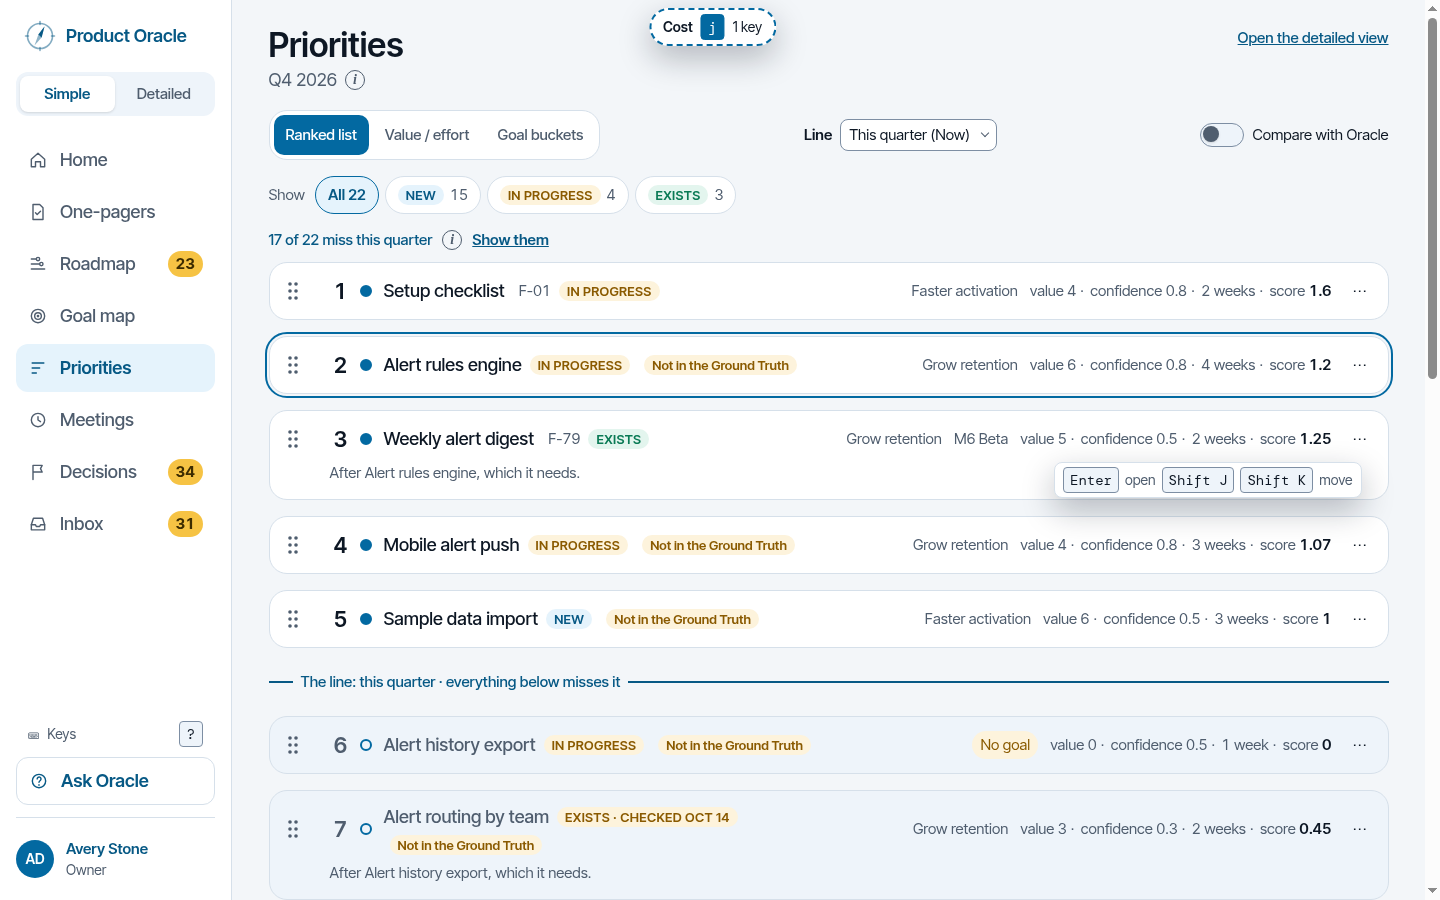 Product Oracle
Simple
Detailed
Home
One-pagers
Roadmap 23
Goal map
Priorities
Meetings
Decisions 34
Inbox 31
Keys ?
Ask Oracle
AD
Avery Stone
Owner
Cost j 1 key
Priorities
Q4 2026 i
Open the detailed view
Ranked list
Value / effort
Goal buckets
Line This quarter (Now)
Compare with Oracle
Show All 22 NEW 15 IN PROGRESS 4 EXISTS 3
17 of 22 miss this quarter i Show them
1 Setup checklist F-01 IN PROGRESS Faster activation value 4 · confidence 0.8 · 2 weeks · score 1.6 ...
2 Alert rules engine IN PROGRESS Not in the Ground Truth Grow retention value 6 · confidence 0.8 · 4 weeks · score 1.2 ...
3 Weekly alert digest F-79 EXISTS Grow retention M6 Beta value 5 · confidence 0.5 · 2 weeks · score 1.25 ...
After Alert rules engine, which it needs.
Enter open Shift J Shift K move
4 Mobile alert push IN PROGRESS Not in the Ground Truth Grow retention value 4 · confidence 0.8 · 3 weeks · score 1.07 ...
5 Sample data import NEW Not in the Ground Truth Faster activation value 6 · confidence 0.5 · 3 weeks · score 1 ...
The line: this quarter · everything below misses it
6 Alert history export IN PROGRESS Not in the Ground Truth No goal value 0 · confidence 0.5 · 1 week · score 0 ...
7 Alert routing by team EXISTS · CHECKED OCT 14 Grow retention value 3 · confidence 0.3 · 2 weeks · score 0.45 ...
Not in the Ground Truth
After Alert history export, which it needs.